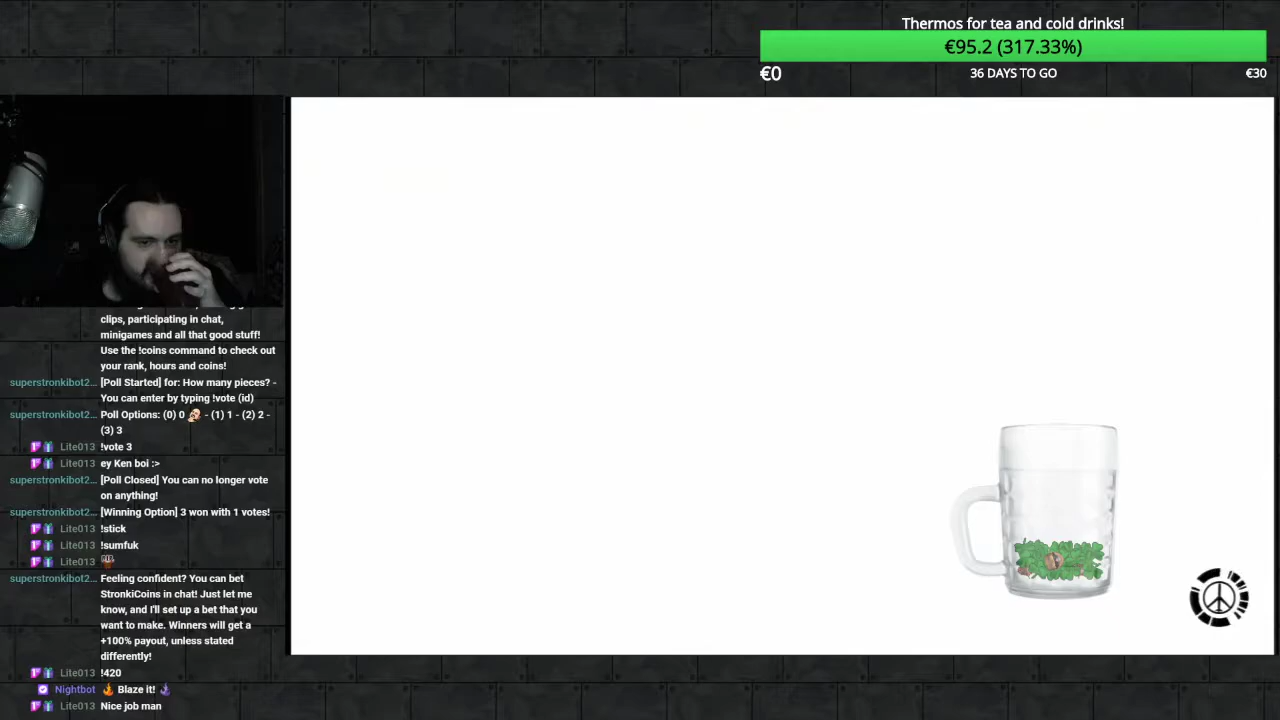 Thermos for tea and cold drinks!
€95.2 (317.33%)
€0
36 DAYS TO GO
€30
clips, participating in chat,
minigames and all that good stuff!
Use the !coins command to check out
your rank, hours and coins!
superstronkibot2... [Poll Started] for: How many pieces? -
You can enter by typing !vote (id)
superstronkibot2... Poll Options: (0) 0 - (1) 1 - (2) 2 -
(3) 3
Lite013 !vote 3
Lite013 ey Ken boi :>
superstronkibot2... [Poll Closed] You can no longer vote
on anything!
superstronkibot2... [Winning Option] 3 won with 1 votes!
Lite013 !stick
Lite013 !sumfuk
Lite013
superstronkibot2... Feeling confident? You can bet
StronkiCoins in chat! Just let me
know, and I'll set up a bet that you
want to make. Winners will get a
+100% payout, unless stated
differently!
Lite013 !420
Nightbot Blaze it!
Lite013 Nice job man